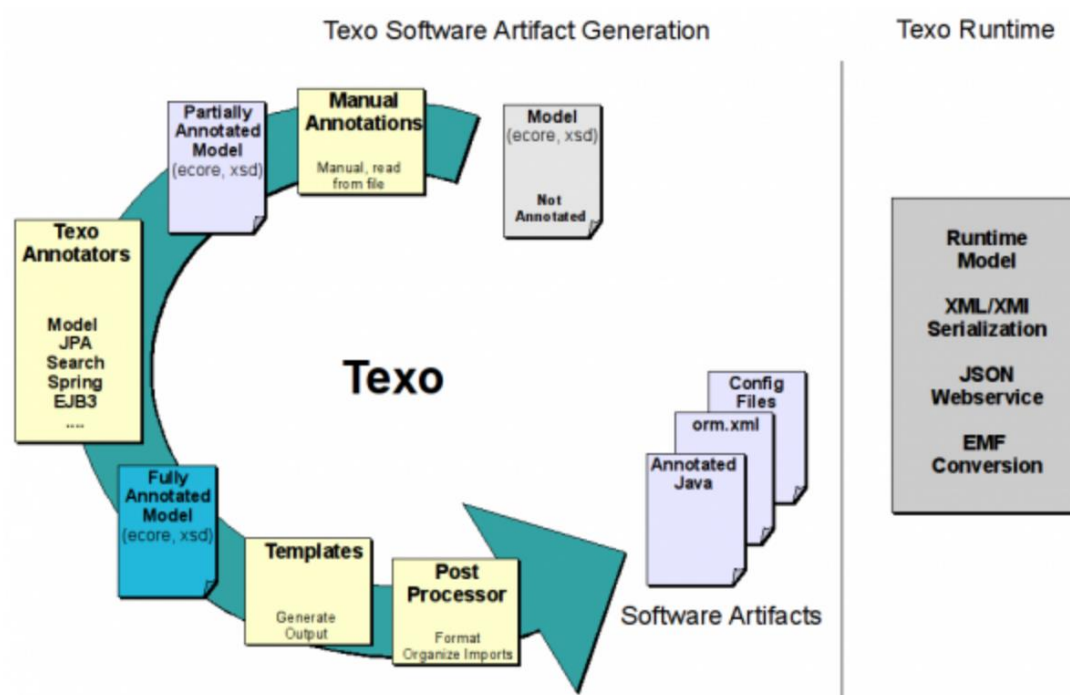 Texo Software Artifact Generation
Texo Runtime
Partially
Annotated
Model
(ecore, xsd)
Manual
Annotations
Manual, read
from file
Model
(ecore, xsd)
Not
Annotated
Texo
Annotators
Model
JPA
Search
Spring
EJB3
....
Texo
Fully
Annotated
Model
(ecore, xsd)
Templates
Generate
Output
Post
Processor
Format
Organize Imports
Config
Files
orm.xml
Annotated
Java
Software Artifacts
Runtime
Model
XML/XMI
Serialization
JSON
Webservice
EMF
Conversion